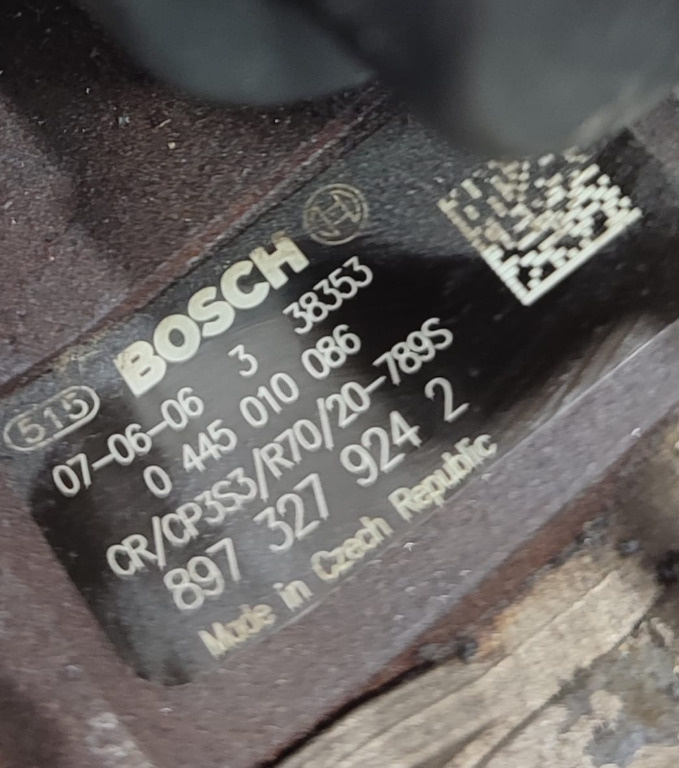 BOSCH
515
07-06-06 3 38353
0 445 010 086
CR/CP3S3/R70/20-789S
897 327 924 2
Made in Czech Republic